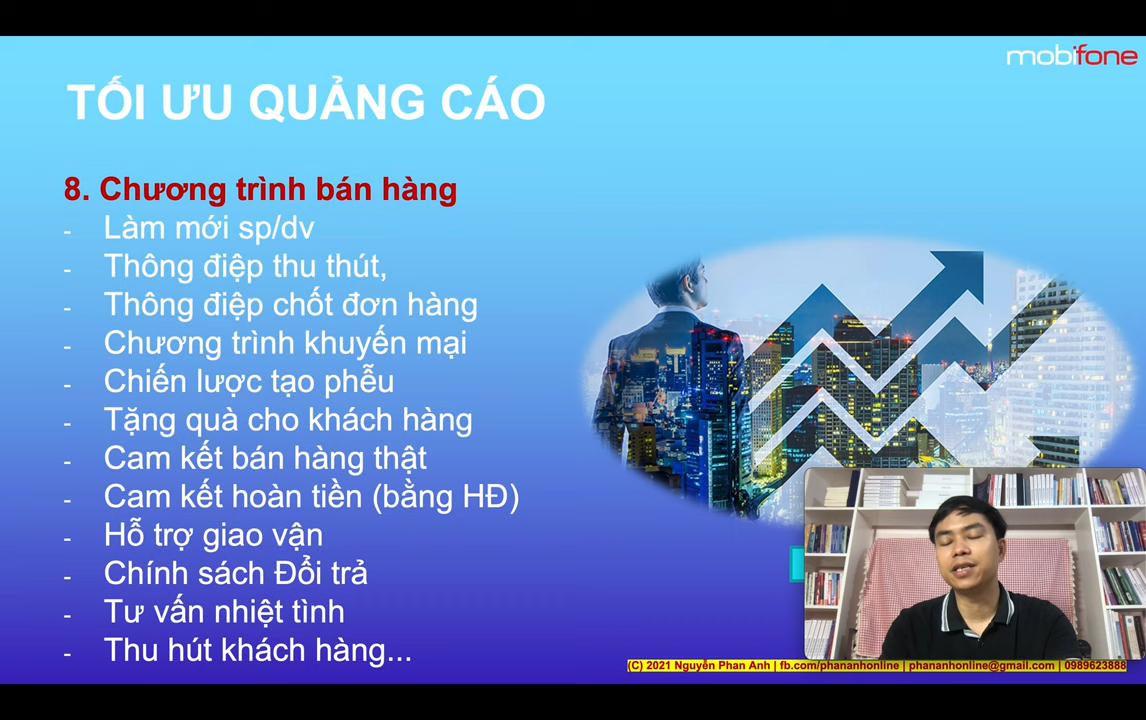 mobifone
TỐI ƯU QUẢNG CÁO
8. Chương trình bán hàng
- Làm mới sp/dv
- Thông điệp thu thút,
- Thông điệp chốt đơn hàng
- Chương trình khuyến mại
- Chiến lược tạo phễu
- Tặng quà cho khách hàng
- Cam kết bán hàng thật
- Cam kết hoàn tiền (bằng HĐ)
- Hỗ trợ giao vận
- Chính sách Đổi trả
- Tư vấn nhiệt tình
- Thu hút khách hàng...
(C) 2021 Nguyễn Phan Anh | fb.com/phananhonline | phananhonline@gmail.com | 0989623888